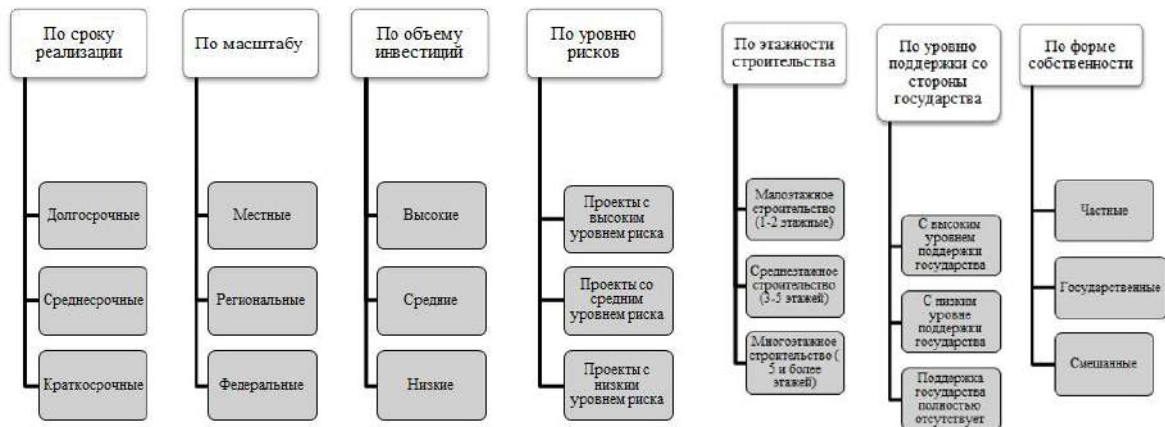 По сроку
реализации
Долгосрочные
Среднесрочные
Краткосрочные
По масштабу
Местные
Региональные
Федеральные
По объему
инвестиций
Высокие
Средние
Низкие
По уровню
рисков
Проекты с
высоким
уровнем риска
Проекты со
средним
уровнем риска
Проекты с
низким
уровнем риска
По этажности
строительства
Малоэтажное
строительство
(1-2 этажные)
Среднеэтажное
строительство
(3-5 этажей)
Многоэтажное
строительство (
5 и более
этажей)
По уровню
поддержки со
стороны
государства
С высоким
уровнем
поддержки
государства
С низким
уровне
поддержки
государства
Поддержка
государства
полностью
отсутствует
По форме
собственности
Частные
Государственные
Смешанные